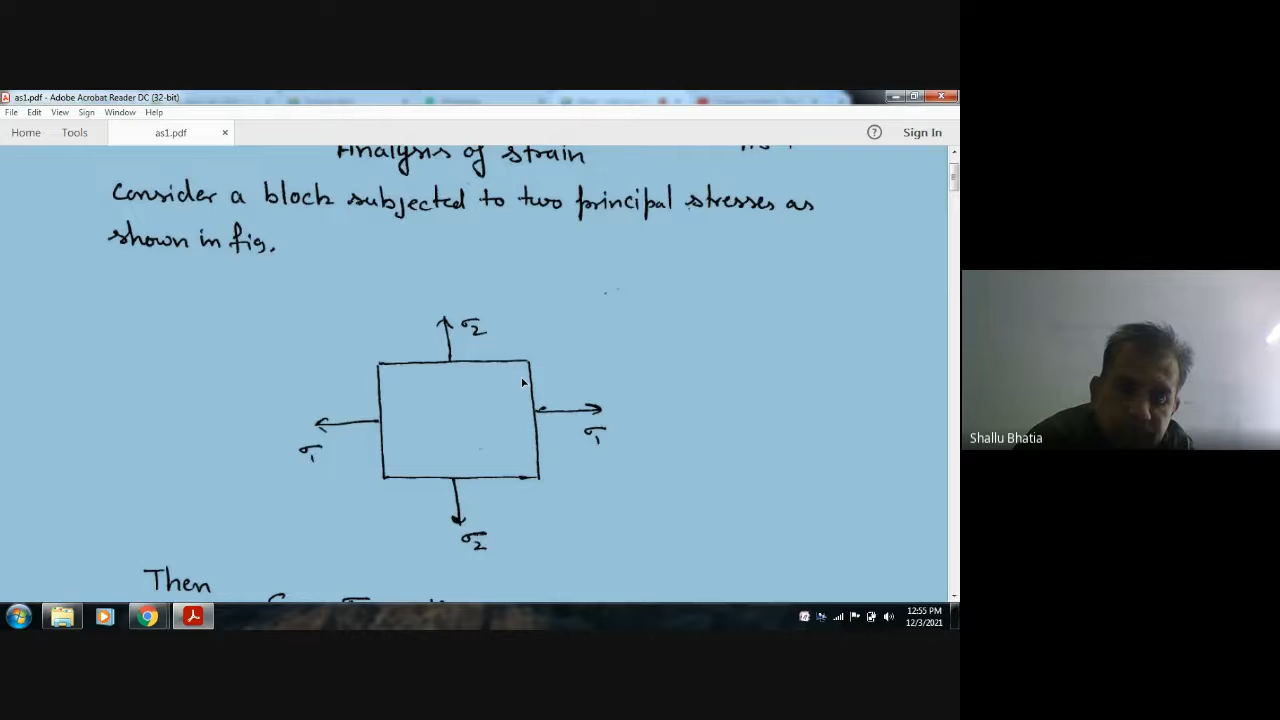 as1.pdf - Adobe Acrobat Reader DC (32-bit)
File Edit View Sign Window Help
Home Tools as1.pdf × ? Sign In
Analysis of strain
Consider a block subjected to two principal stresses as
shown in fig.
σ2
σ1 σ1
σ2
Then
Shallu Bhatia
12:55 PM
12/3/2021